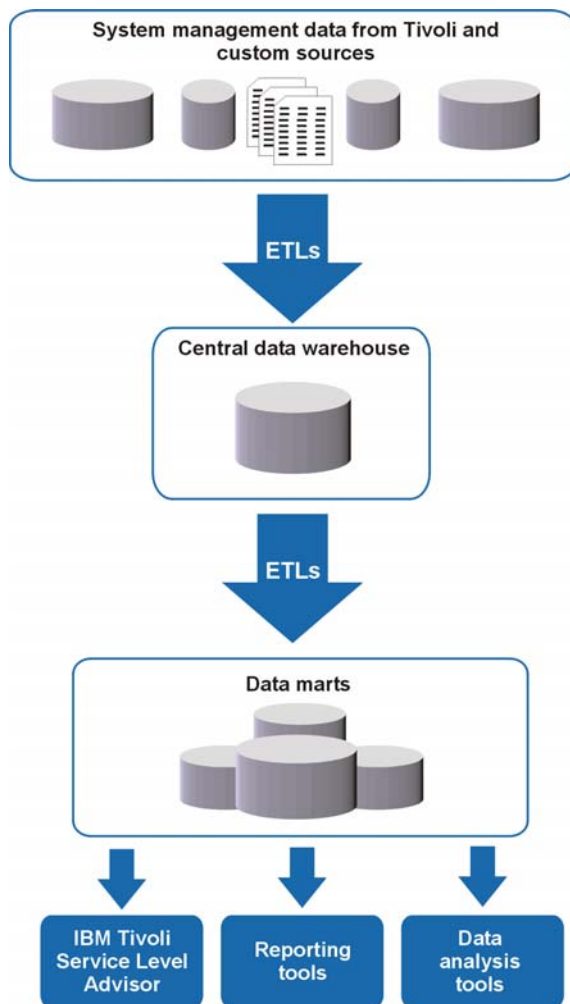 System management data from Tivoli and
custom sources
ETLs
Central data warehouse
ETLs
Data marts
IBM Tivoli
Service Level
Advisor
Reporting
tools
Data
analysis
tools